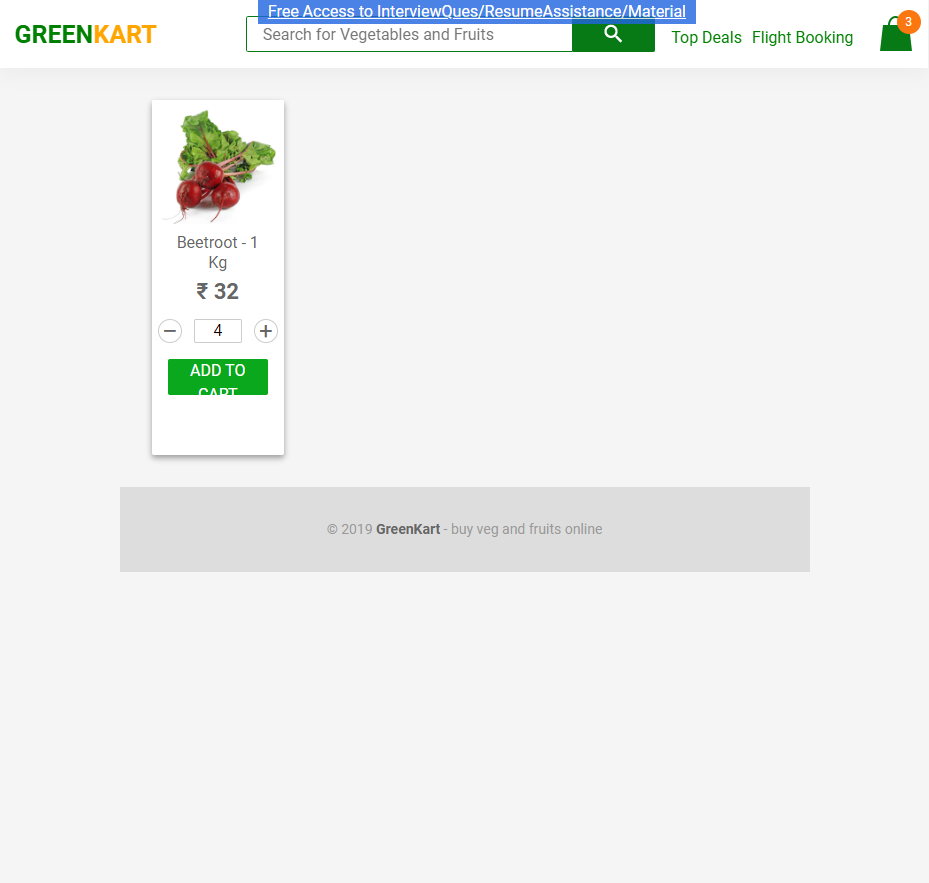 Free Access to InterviewQues/ResumeAssistance/Material
GREENKART
Search for Vegetables and Fruits
Top Deals
Flight Booking
3
Beetroot - 1
Kg
₹ 32
4
ADD TO
CART
© 2019 GreenKart - buy veg and fruits online